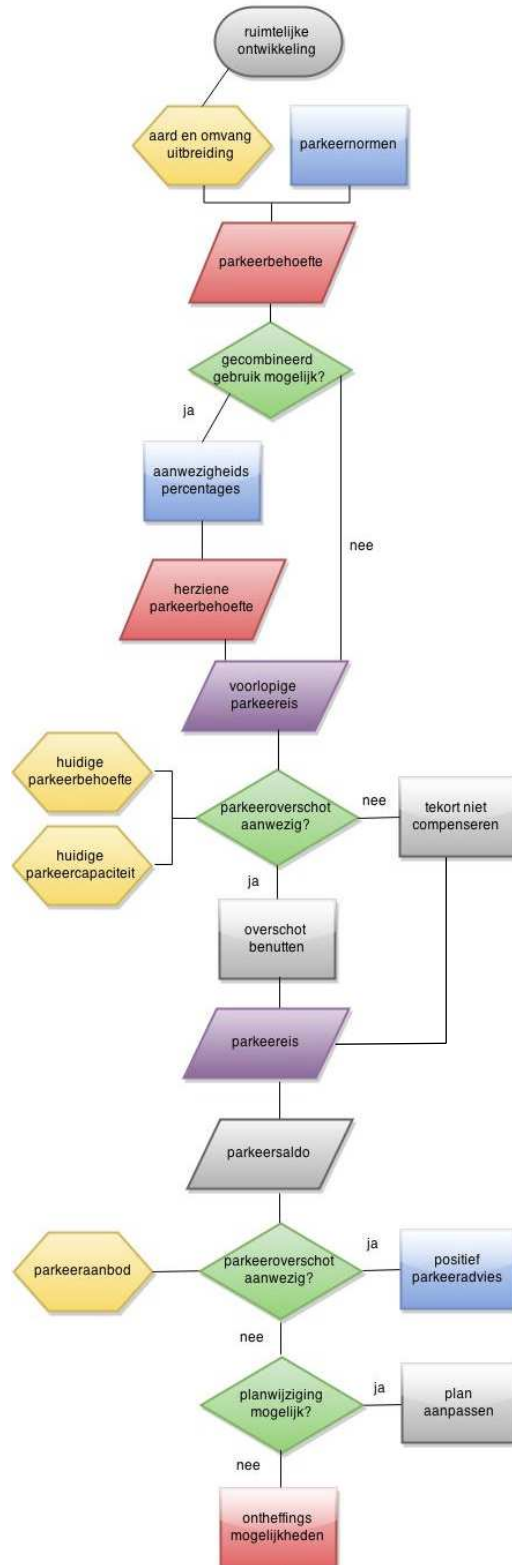 ruimtelijke
ontwikkeling
aard en omvang
uitbreiding
parkeernormen
parkeerbehoefte
gecombineerd
gebruik mogelijk?
ja
aanwezigheids
percentages
nee
herziene
parkeerbehoefte
voorlopige
parkeereis
huidige
parkeerbehoefte
parkeeroverschot
aanwezig?
nee
tekort niet
compenseren
huidige
parkeercapaciteit
ja
overschot
benutten
parkeereis
parkeersaldo
parkeeraanbod
parkeeroverschot
aanwezig?
ja
positief
parkeeradvies
nee
planwijziging
mogelijk?
ja
plan
aanpassen
nee
ontheffings
mogelijkheden